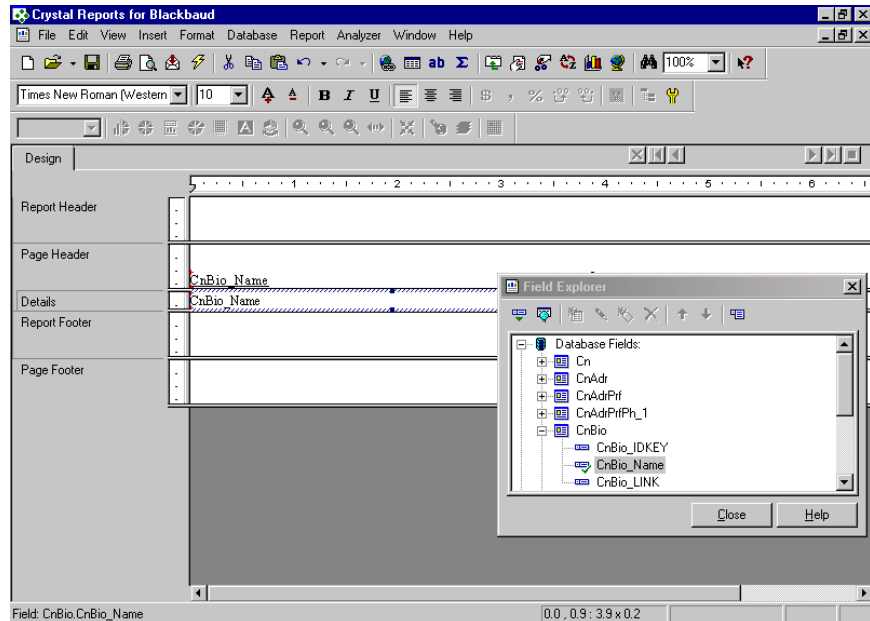 Crystal Reports for Blackbaud
File Edit View Insert Format Database Report Analyzer Window Help
ab Σ 100%
Times New Roman (Western 10 A A B I U $ , %
A
Design
1 2 3 4 5 6
Report Header
Page Header
CnBio_Name
Details CnBio_Name
Report Footer
Page Footer
Field Explorer
Database Fields:
Cn
CnAdr
CnAdrPrf
CnAdrPrfPh_1
CnBio
CnBio_IDKEY
CnBio_Name
CnBio_LINK
Close Help
Field: CnBio.CnBio_Name 0.0 , 0.9 : 3.9 x 0.2